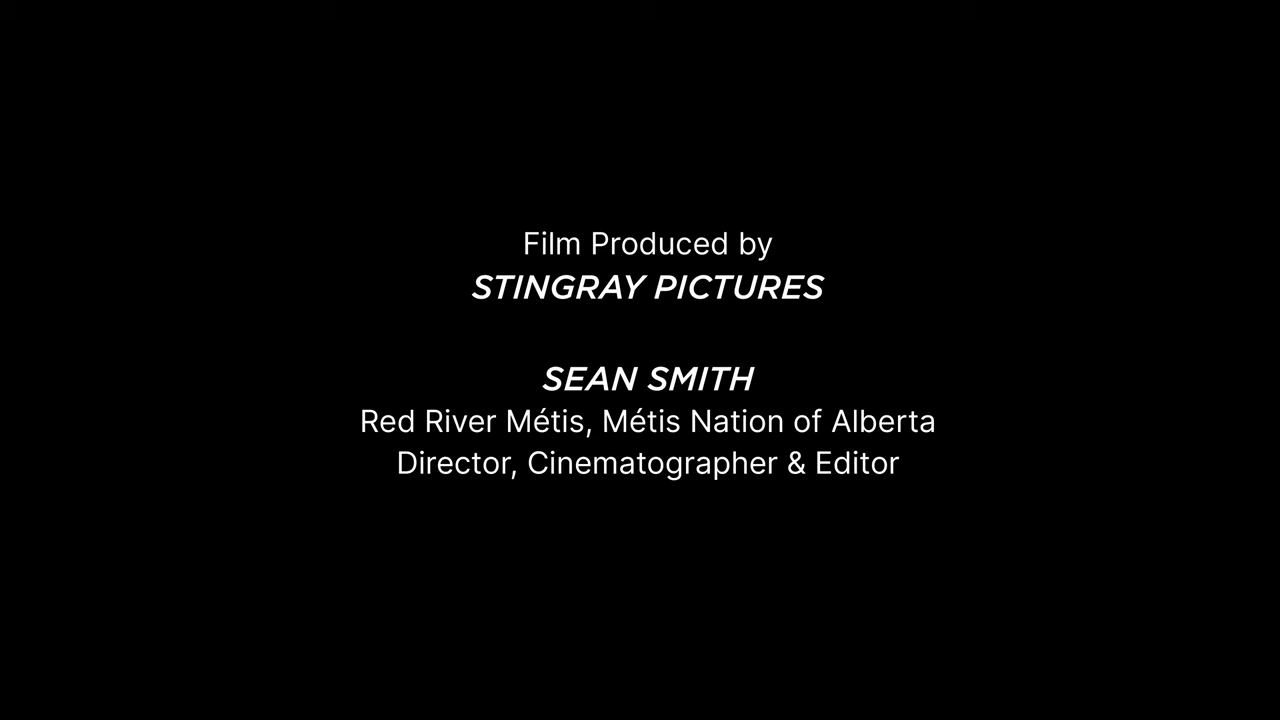 Film Produced by
STINGRAY PICTURES
SEAN SMITH
Red River Métis, Métis Nation of Alberta
Director, Cinematographer & Editor